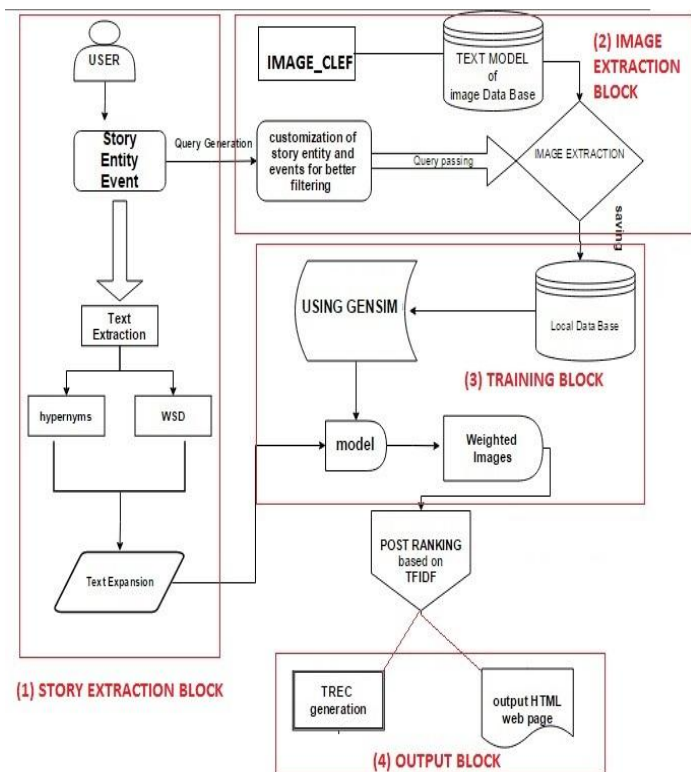 USER
Story
Entity
Event
Query Generation
Text
Extraction
hypernyms
WSD
Text Expansion
(1) STORY EXTRACTION BLOCK
IMAGE_CLEF
TEXT MODEL
of
image Data Base
(2) IMAGE
EXTRACTION
BLOCK
customization of
story entity and
events for better
filtering
Query passing
IMAGE EXTRACTION
saving
USING GENSIM
Local Data Base
(3) TRAINING BLOCK
model
Weighted
Images
POST RANKING
based on
TFIDF
TREC
generation
output HTML
web page
(4) OUTPUT BLOCK